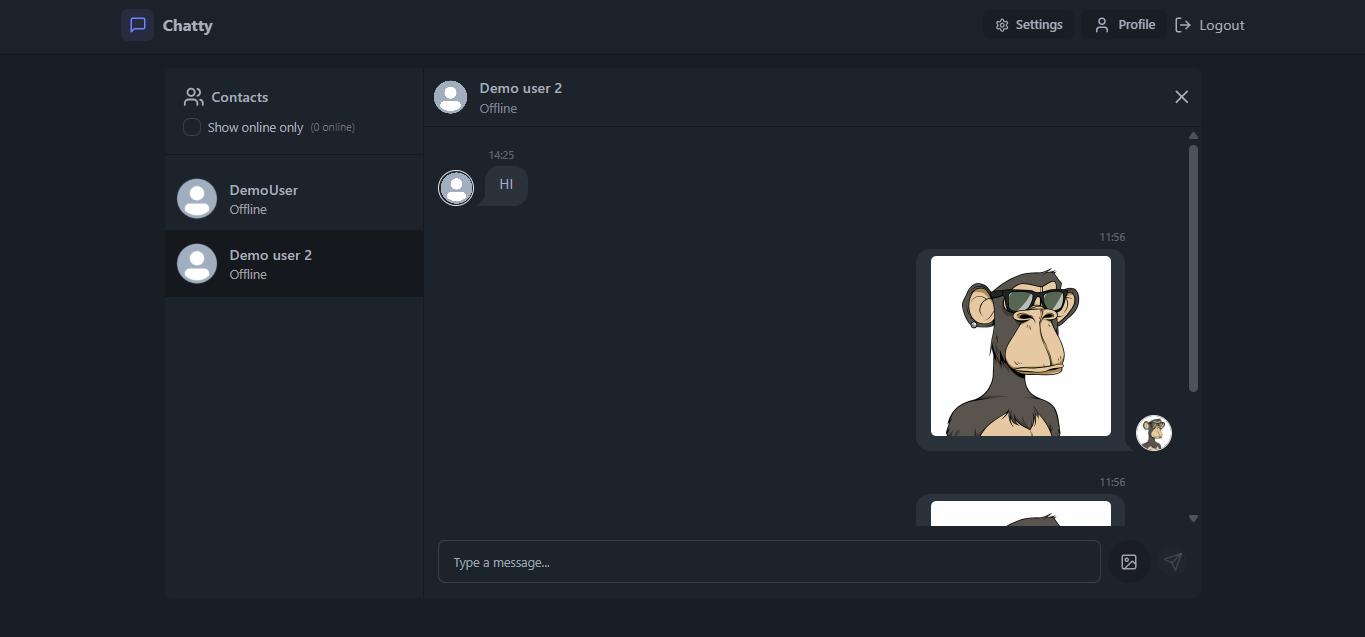 Chatty
Settings
Profile
Logout
Contacts
Show online only (0 online)
DemoUser
Offline
Demo user 2
Offline
Demo user 2
Offline
14:25
HI
11:56
11:56
Type a message...